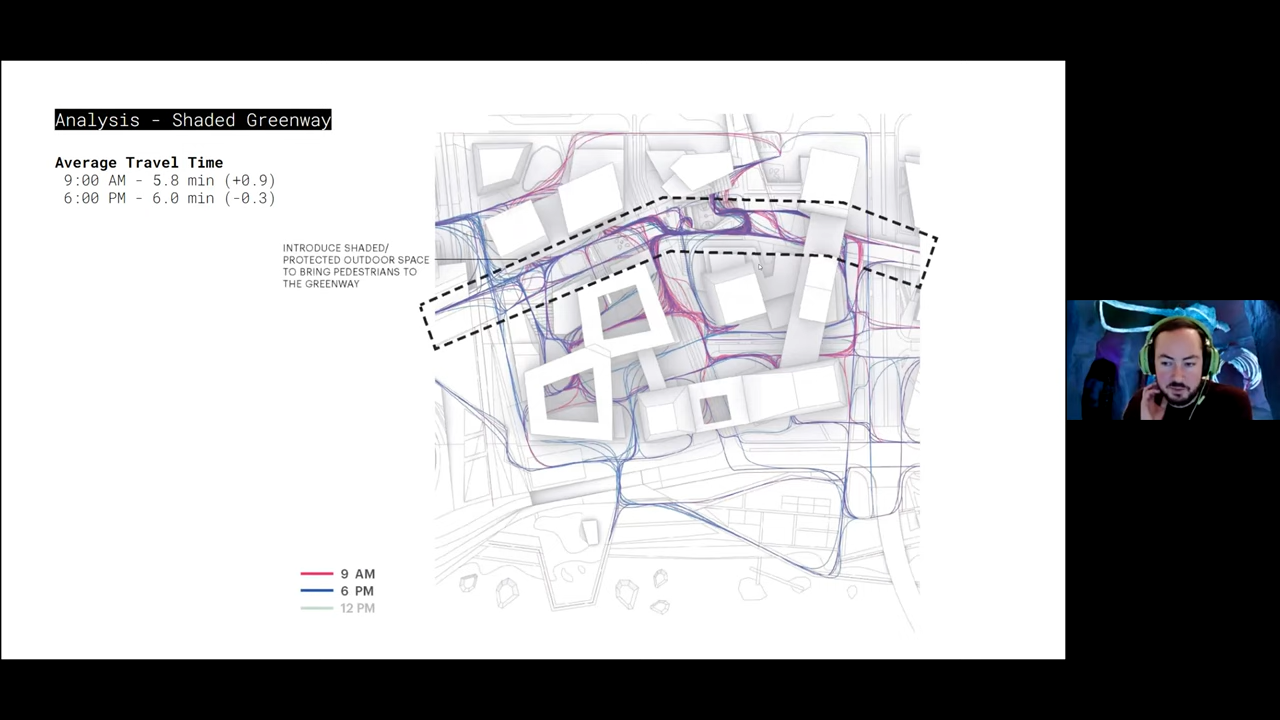 Analysis - Shaded Greenway
Average Travel Time
9:00 AM - 5.8 min (+0.9)
6:00 PM - 6.0 min (-0.3)
INTRODUCE SHADED/
PROTECTED OUTDOOR SPACE
TO BRING PEDESTRIANS TO
THE GREENWAY
9 AM
6 PM
12 PM